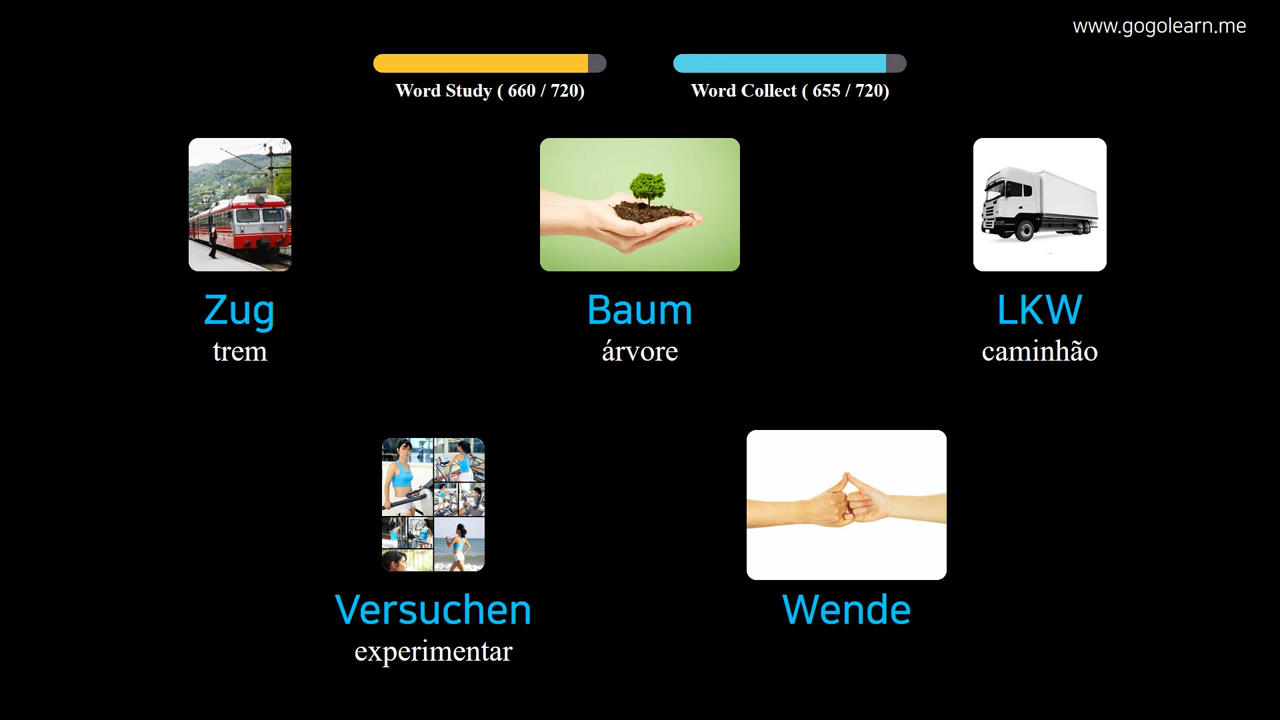 www.gogolearn.me
Word Study ( 660 / 720)
Word Collect ( 655 / 720)
Zug
trem
Baum
árvore
LKW
caminhão
Versuchen
experimentar
Wende